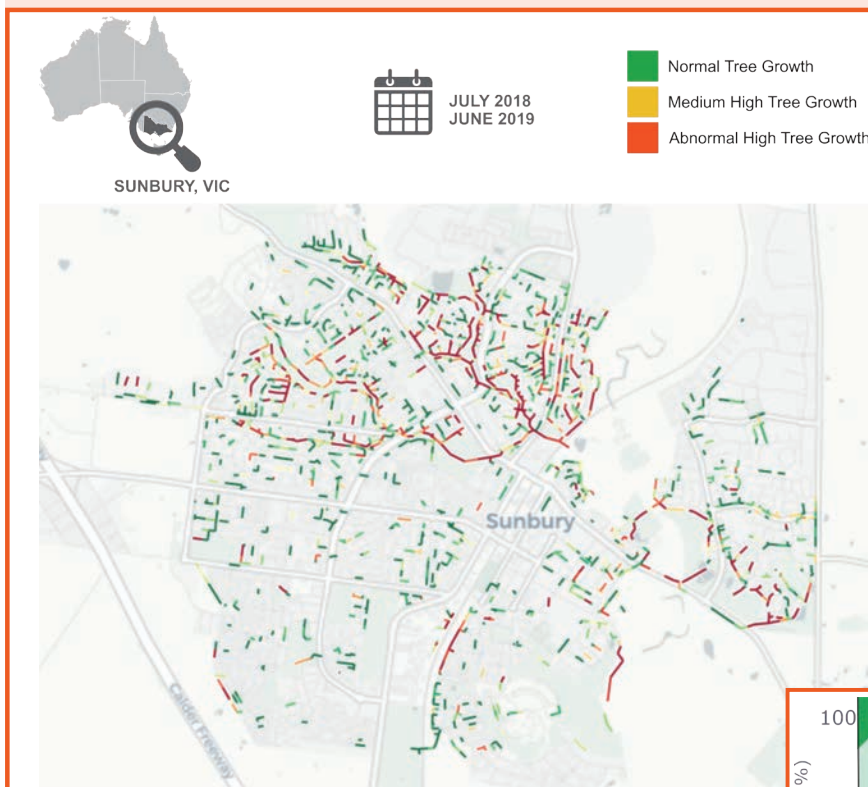 JULY 2018
JUNE 2019
Normal Tree Growth
Medium High Tree Growth
Abnormal High Tree Growth
SUNBURY, VIC
Sunbury
Calder Freeway
100
%)